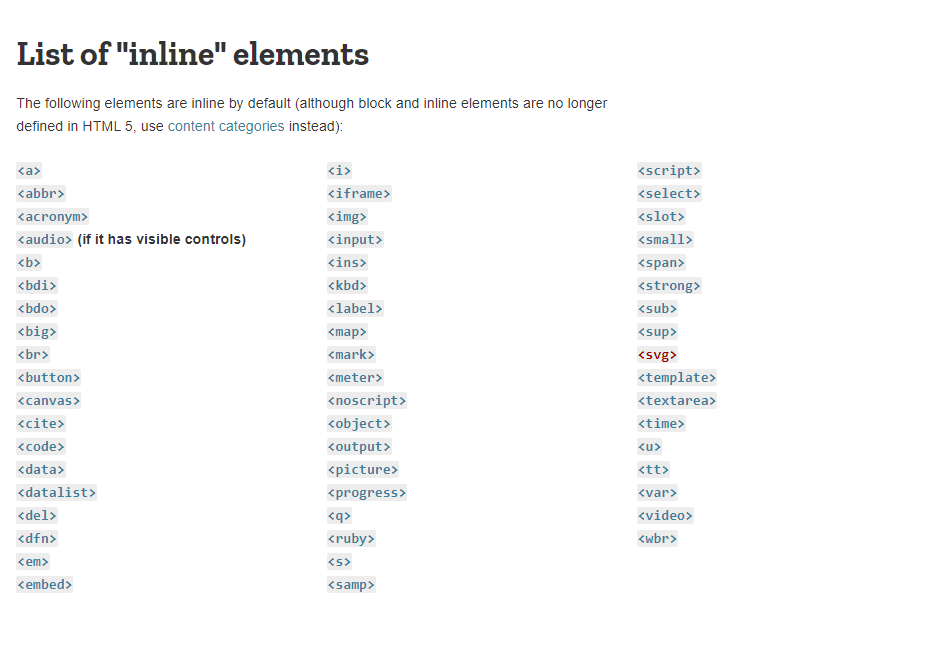 List of "inline" elements
The following elements are inline by default (although block and inline elements are no longer
defined in HTML 5, use content categories instead):
<a>
<abbr>
<acronym>
<audio> (if it has visible controls)
<b>
<bdi>
<bdo>
<big>
<br>
<button>
<canvas>
<cite>
<code>
<data>
<datalist>
<del>
<dfn>
<em>
<embed>
<i>
<iframe>
<img>
<input>
<ins>
<kbd>
<label>
<map>
<mark>
<meter>
<noscript>
<object>
<output>
<picture>
<progress>
<q>
<ruby>
<s>
<samp>
<script>
<select>
<slot>
<small>
<span>
<strong>
<sub>
<sup>
<svg>
<template>
<textarea>
<time>
<u>
<tt>
<var>
<video>
<wbr>